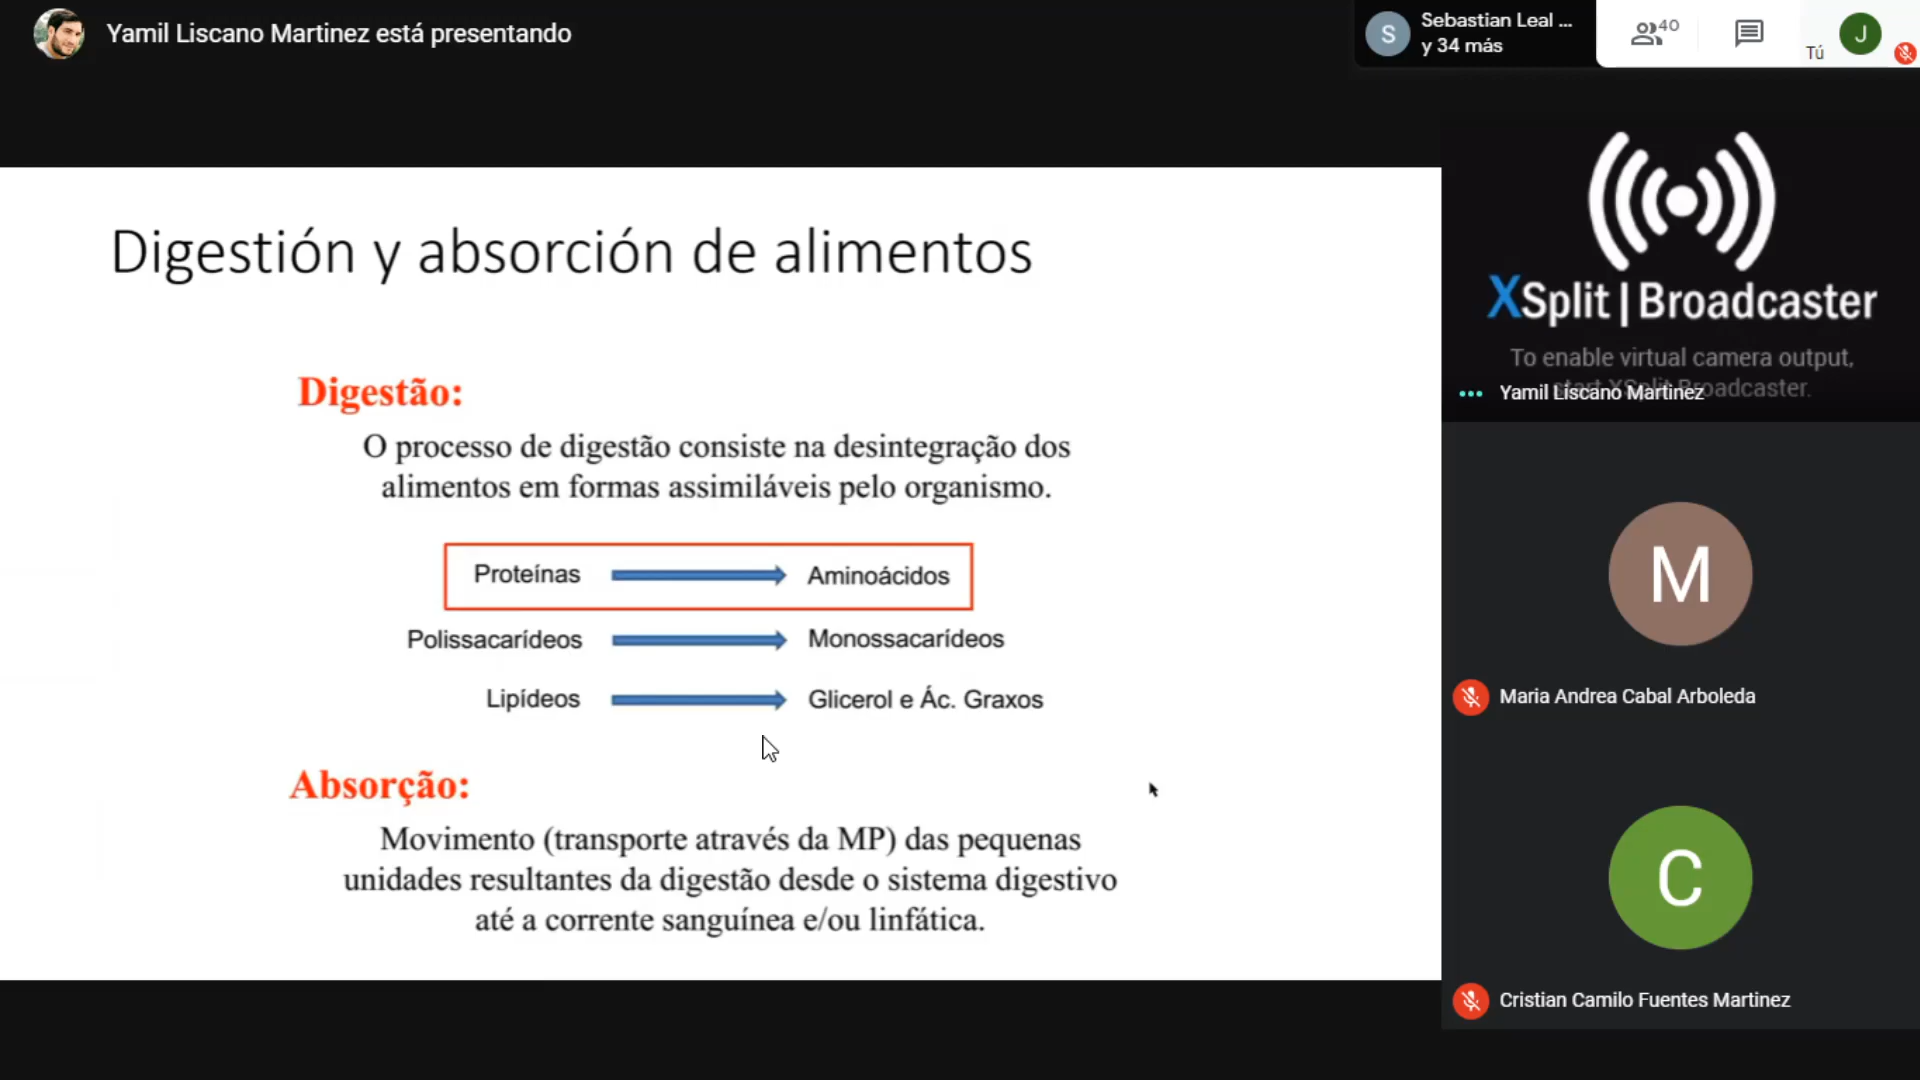 Yamil Liscano Martinez está presentando
S
Sebastian Leal ...
y 34 más
40
Tú
J
Digestión y absorción de alimentos
Digestão:
O processo de digestão consiste na desintegração dos
alimentos em formas assimiláveis pelo organismo.
Proteínas Aminoácidos
Polissacarídeos Monossacarídeos
Lipídeos Glicerol e Ác. Graxos
Absorção:
Movimento (transporte através da MP) das pequenas
unidades resultantes da digestão desde o sistema digestivo
até a corrente sanguínea e/ou linfática.
XSplit | Broadcaster
To enable virtual camera output,
start XSplit Broadcaster.
Yamil Liscano Martinez
M
Maria Andrea Cabal Arboleda
C
Cristian Camilo Fuentes Martinez